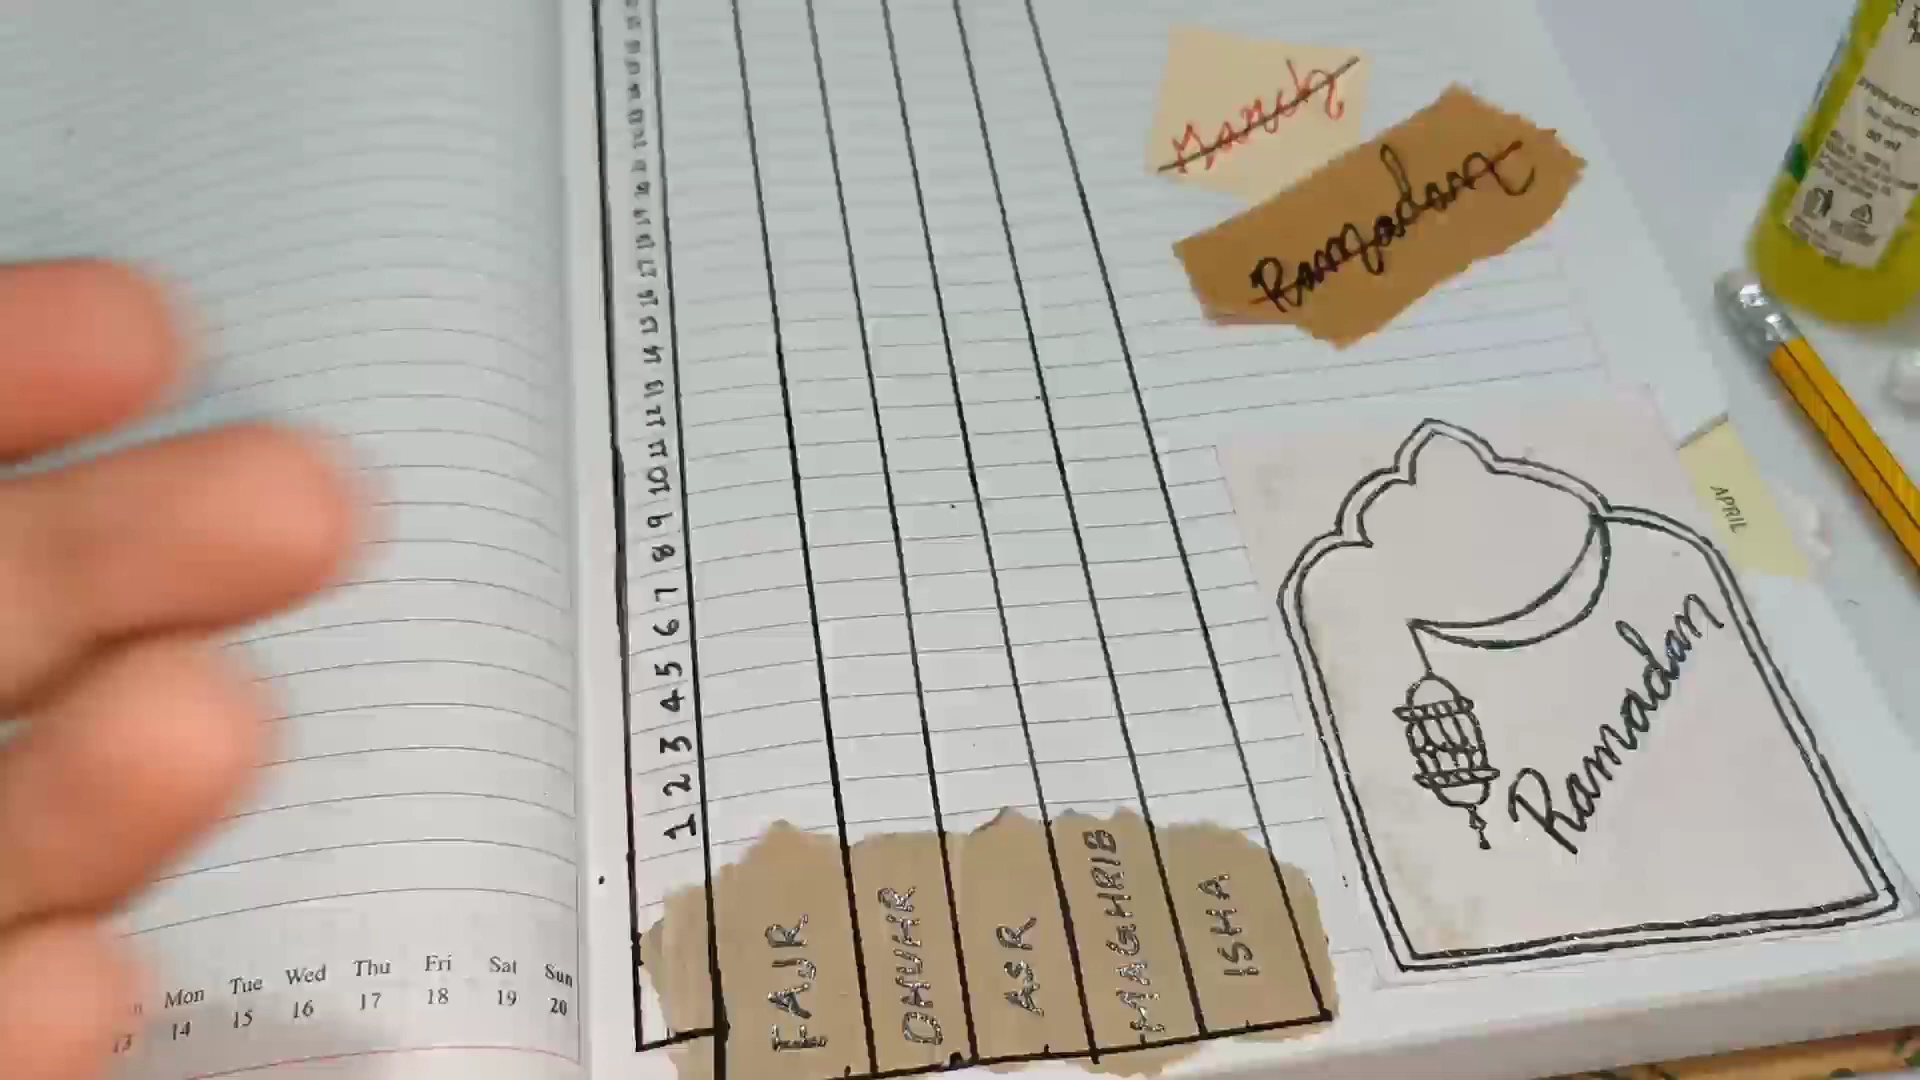 March
Ramadan
APRIL
Ramadan
1 2 3 4 5 6 7 8 9 10 11 12 13 14 15 16 17 18 19
FAJR
DHUHR
ASR
MAGHRIB
ISHA
Mon Tue Wed Thu Fri Sat Sun
13 14 15 16 17 18 19 20